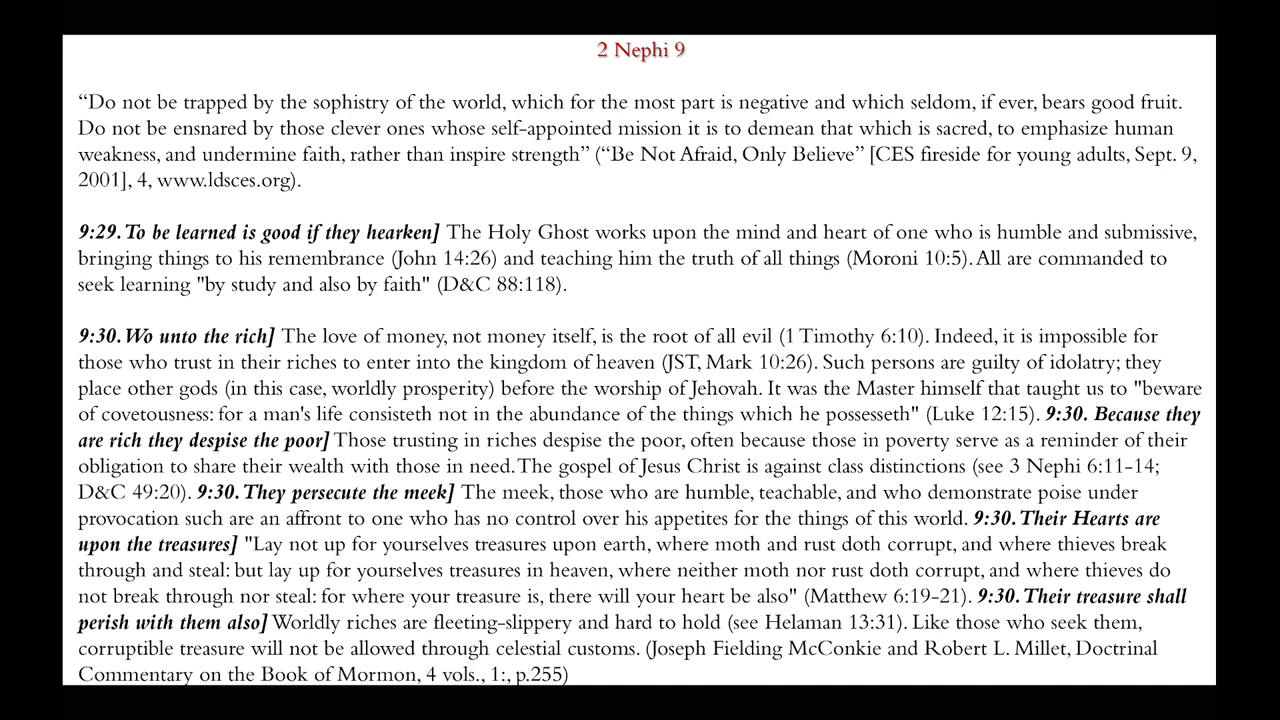 2 Nephi 9
“Do not be trapped by the sophistry of the world, which for the most part is negative and which seldom, if ever, bears good fruit.
Do not be ensnared by those clever ones whose self-appointed mission it is to demean that which is sacred, to emphasize human
weakness, and undermine faith, rather than inspire strength” (“Be Not Afraid, Only Believe” [CES fireside for young adults, Sept. 9,
2001], 4, www.ldsces.org).
9:29. To be learned is good if they hearken] The Holy Ghost works upon the mind and heart of one who is humble and submissive,
bringing things to his remembrance (John 14:26) and teaching him the truth of all things (Moroni 10:5). All are commanded to
seek learning "by study and also by faith" (D&C 88:118).
9:30. Wo unto the rich] The love of money, not money itself, is the root of all evil (1 Timothy 6:10). Indeed, it is impossible for
those who trust in their riches to enter into the kingdom of heaven (JST, Mark 10:26). Such persons are guilty of idolatry; they
place other gods (in this case, worldly prosperity) before the worship of Jehovah. It was the Master himself that taught us to "beware
of covetousness: for a man's life consisteth not in the abundance of the things which he possesseth" (Luke 12:15). 9:30. Because they
are rich they despise the poor] Those trusting in riches despise the poor, often because those in poverty serve as a reminder of their
obligation to share their wealth with those in need. The gospel of Jesus Christ is against class distinctions (see 3 Nephi 6:11-14;
D&C 49:20). 9:30. They persecute the meek] The meek, those who are humble, teachable, and who demonstrate poise under
provocation such are an affront to one who has no control over his appetites for the things of this world. 9:30. Their Hearts are
upon the treasures] "Lay not up for yourselves treasures upon earth, where moth and rust doth corrupt, and where thieves break
through and steal: but lay up for yourselves treasures in heaven, where neither moth nor rust doth corrupt, and where thieves do
not break through nor steal: for where your treasure is, there will your heart be also" (Matthew 6:19-21). 9:30. Their treasure shall
perish with them also] Worldly riches are fleeting-slippery and hard to hold (see Helaman 13:31). Like those who seek them,
corruptible treasure will not be allowed through celestial customs. (Joseph Fielding McConkie and Robert L. Millet, Doctrinal
Commentary on the Book of Mormon, 4 vols., 1:, p.255)